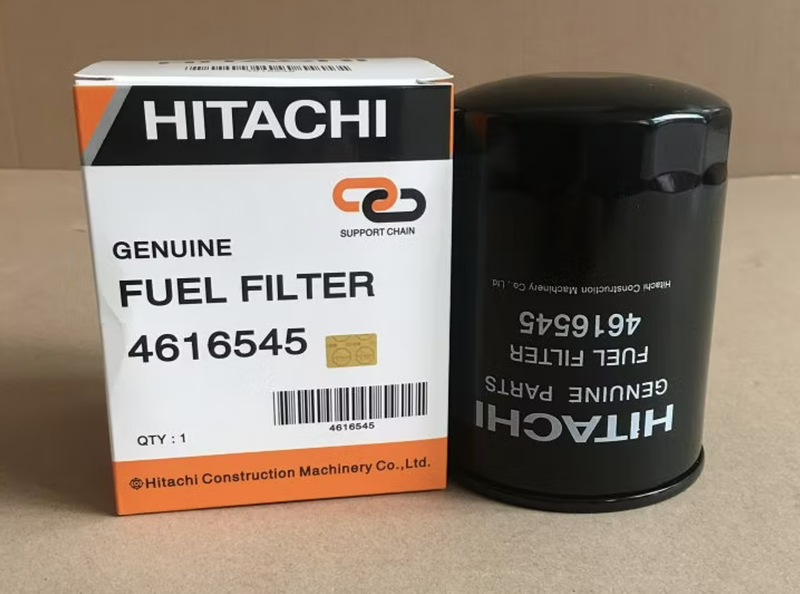 HITACHI
SUPPORT CHAIN
GENUINE
FUEL FILTER
4616545
4616545
QTY : 1
Hitachi Construction Machinery Co.,Ltd.
HITACHI
GENUINE PARTS
FUEL FILTER
4616545
Hitachi Construction Machinery Co., Ltd